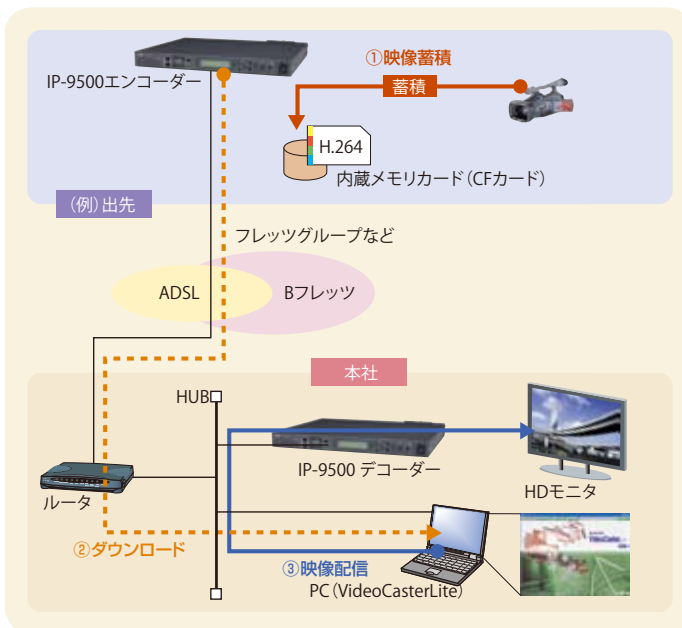 ①映像蓄積
IP-9500エンコーダー
蓄積
H.264
内蔵メモリカード（CFカード）
（例）出先
フレッツグループなど
ADSL
Bフレッツ
本社
HUB
IP-9500 デコーダー
HDモニタ
ルータ
②ダウンロード
③映像配信
PC（VideoCasterLite）